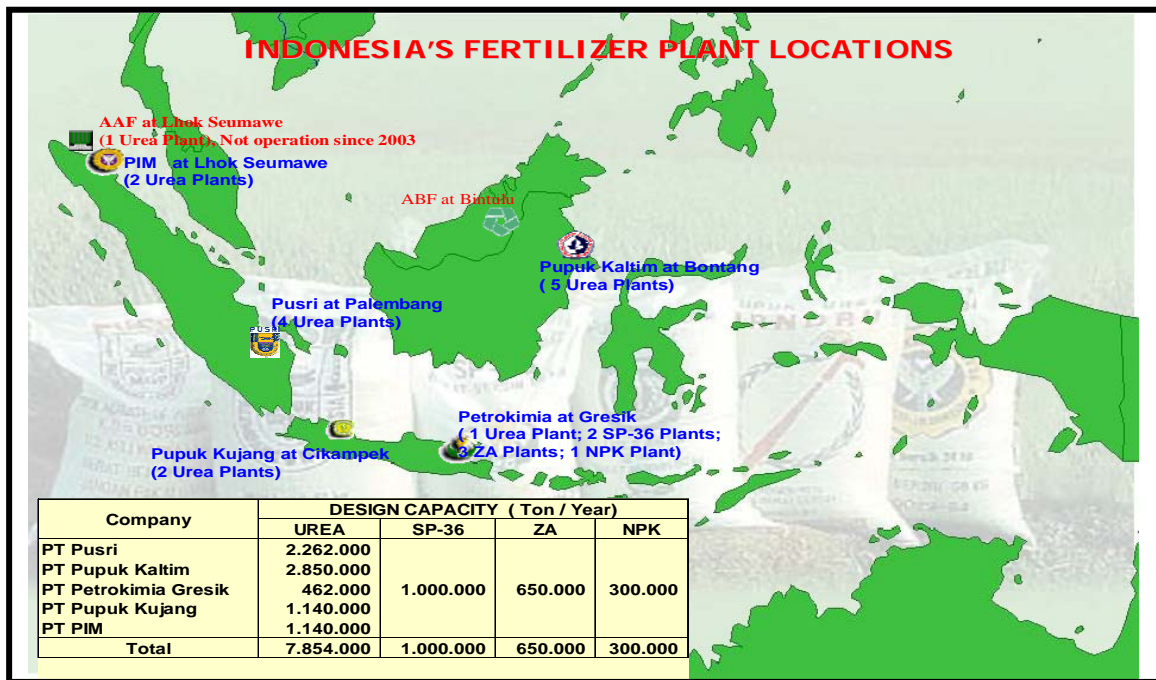 INDONESIA'S FERTILIZER PLANT LOCATIONS
AAF at Lhok Seumawe
(1 Urea Plant), Not operation since 2003
PIM at Lhok Seumawe
(2 Urea Plants)
ABF at Bintulu
Pupuk Kaltim at Bontang
( 5 Urea Plants)
Pusri at Palembang
(4 Urea Plants)
PUSRI
Petrokimia at Gresik
( 1 Urea Plant; 2 SP-36 Plants;
3 ZA Plants; 1 NPK Plant)
Pupuk Kujang at Cikampek
(2 Urea Plants)
Company DESIGN CAPACITY ( Ton / Year)
UREA SP-36 ZA NPK
PT Pusri 2.262.000
PT Pupuk Kaltim 2.850.000
PT Petrokimia Gresik 462.000 1.000.000 650.000 300.000
PT Pupuk Kujang 1.140.000
PT PIM 1.140.000
Total 7.854.000 1.000.000 650.000 300.000